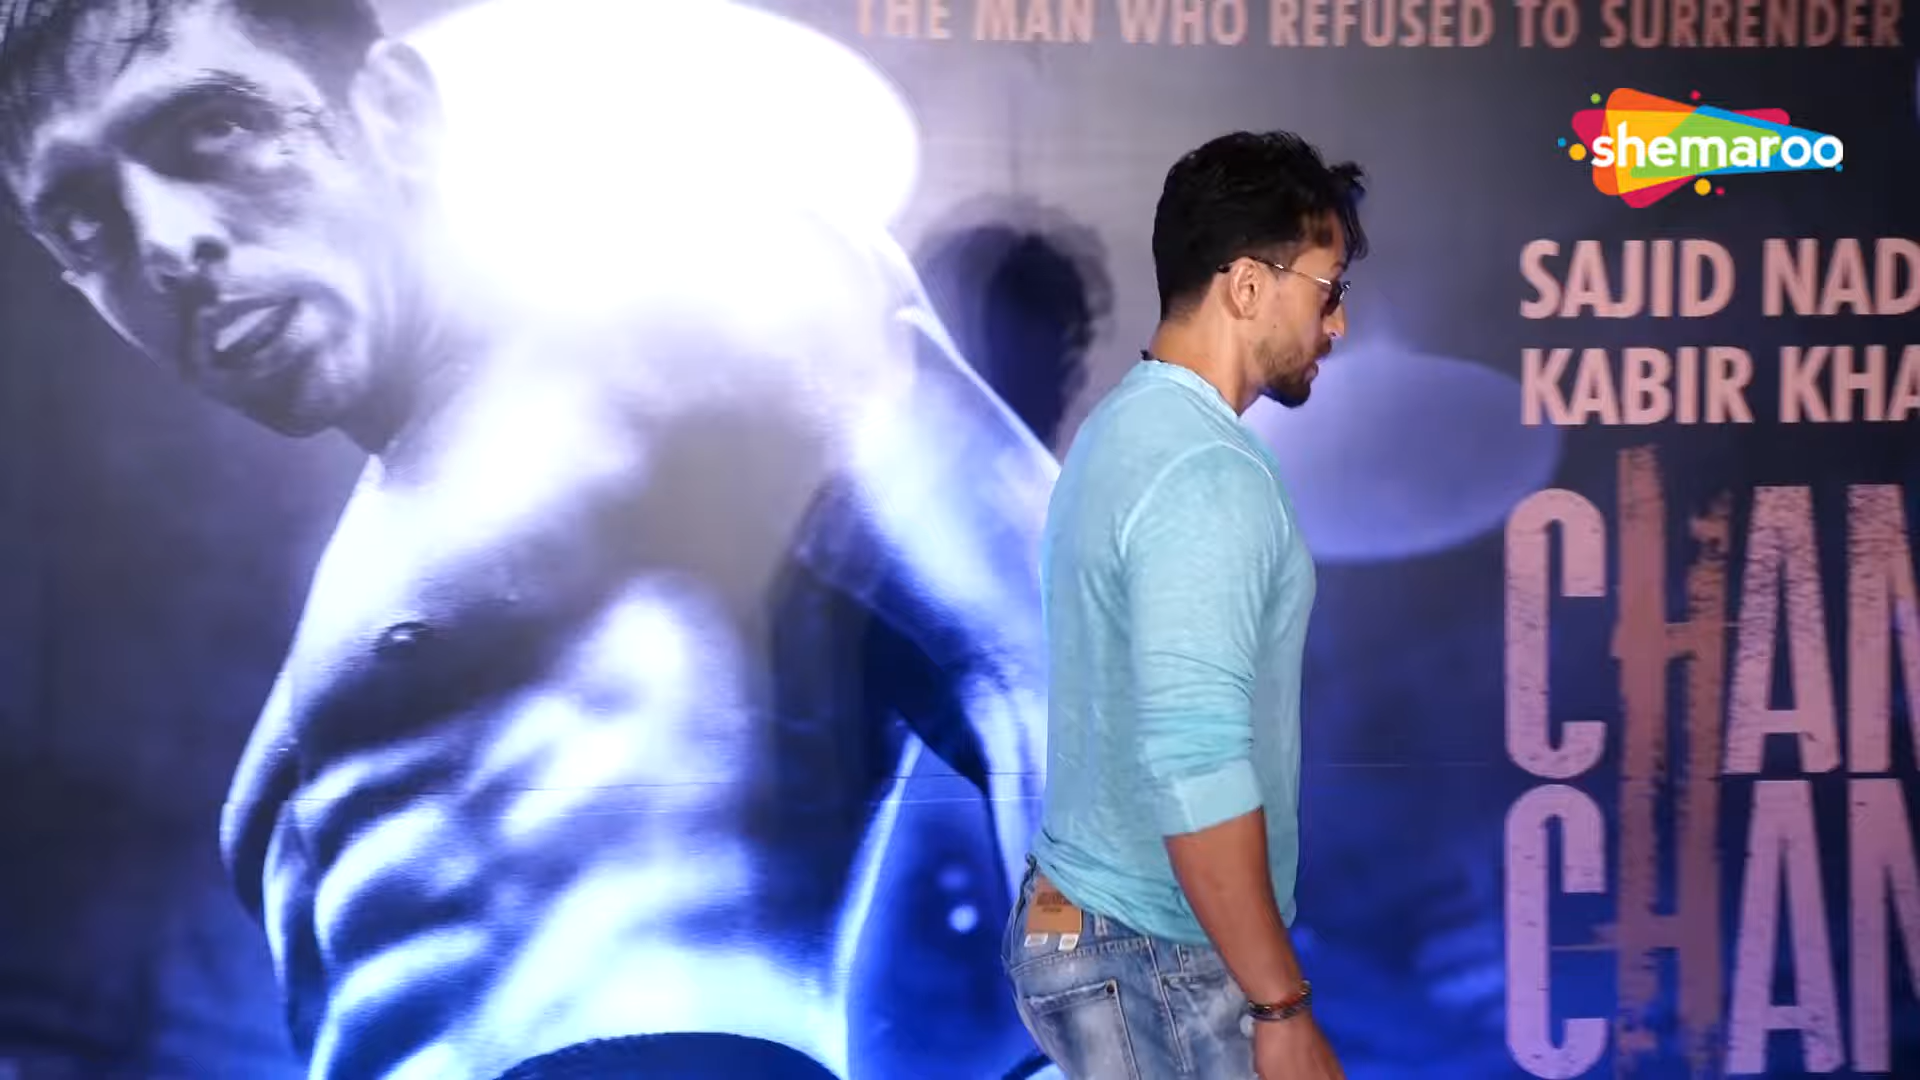 THE MAN WHO REFUSED TO SURRENDER
shemaroo
SAJID NAD
KABIR KHA
CHAN
CHAN